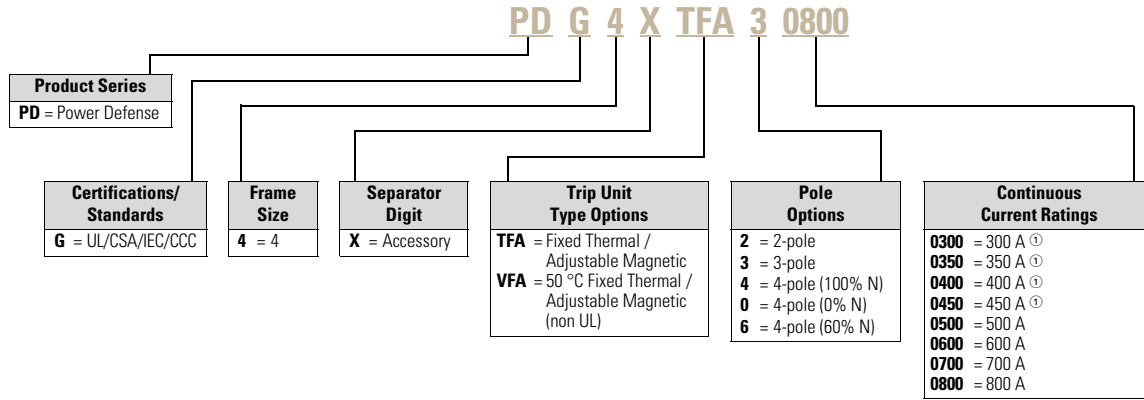 PD G 4 X TFA 3 0800
Product Series
PD = Power Defense
Certifications/
Standards
G = UL/CSA/IEC/CCC
Frame
Size
4 = 4
Separator
Digit
X = Accessory
Trip Unit
Type Options
TFA = Fixed Thermal /
Adjustable Magnetic
VFA = 50 °C Fixed Thermal /
Adjustable Magnetic
(non UL)
Pole
Options
2 = 2-pole
3 = 3-pole
4 = 4-pole (100% N)
0 = 4-pole (0% N)
6 = 4-pole (60% N)
Continuous
Current Ratings
0300 = 300 A ①
0350 = 350 A ①
0400 = 400 A ①
0450 = 450 A ①
0500 = 500 A
0600 = 600 A
0700 = 700 A
0800 = 800 A